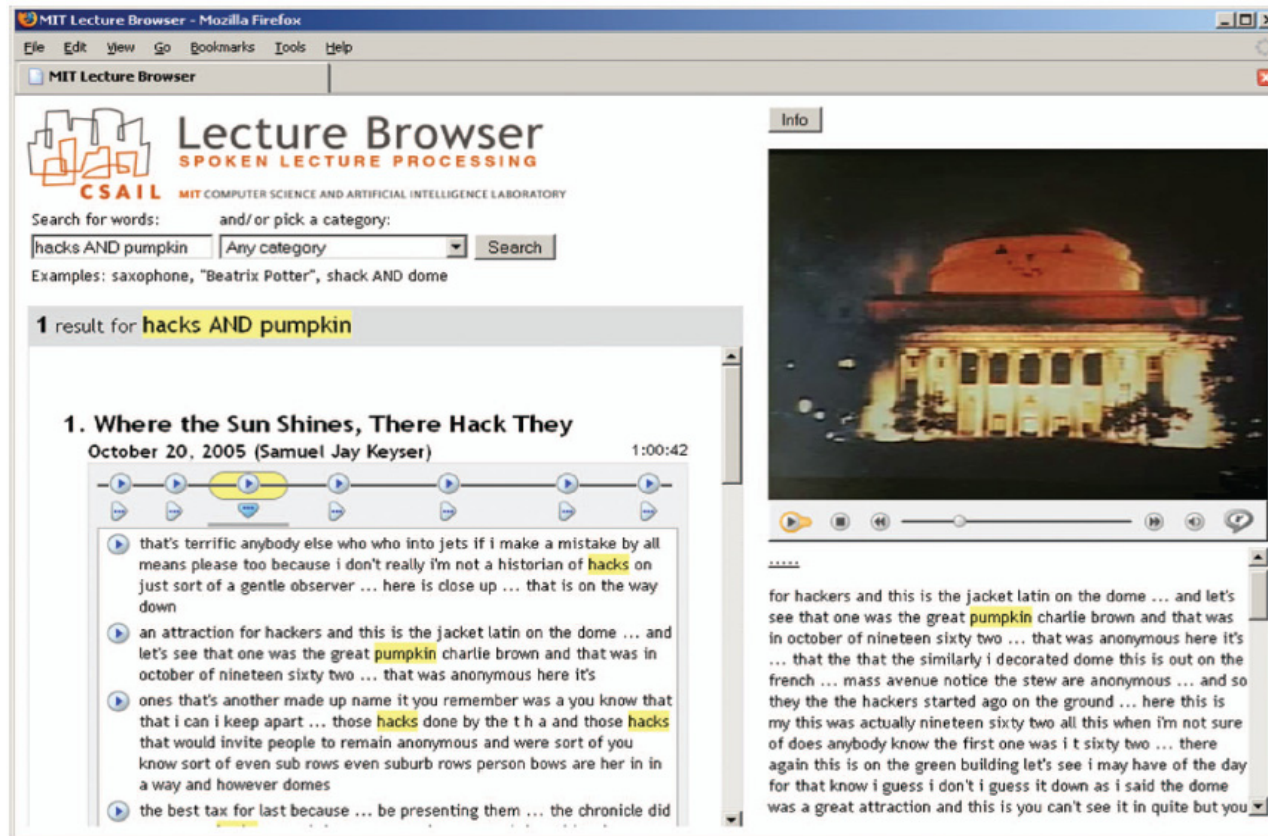 MIT Lecture Browser - Mozilla Firefox
File Edit View Go Bookmarks Tools Help
MIT Lecture Browser
Lecture Browser
SPOKEN LECTURE PROCESSING
CSAIL MIT COMPUTER SCIENCE AND ARTIFICIAL INTELLIGENCE LABORATORY
Search for words: and/or pick a category:
hacks AND pumpkin Any category Search
Examples: saxophone, "Beatrix Potter", shack AND dome
1 result for hacks AND pumpkin
1. Where the Sun Shines, There Hack They
October 20, 2005 (Samuel Jay Keyser) 1:00:42
that's terrific anybody else who who into jets if i make a mistake by all
means please too because i don't really i'm not a historian of hacks on
just sort of a gentle observer ... here is close up ... that is on the way
down
an attraction for hackers and this is the jacket latin on the dome ... and
let's see that one was the great pumpkin charlie brown and that was in
october of nineteen sixty two ... that was anonymous here it's
ones that's another made up name it you remember was a you know that
that i can i keep apart ... those hacks done by the t h a and those hacks
that would invite people to remain anonymous and were sort of you
know sort of even sub rows even suburb rows person bows are her in in
a way and however domes
the best tax for last because ... be presenting them ... the chronicle did
Info
.....
for hackers and this is the jacket latin on the dome ... and let's
see that one was the great pumpkin charlie brown and that was
in october of nineteen sixty two ... that was anonymous here it's
... that the that the similarly i decorated dome this is out on the
french ... mass avenue notice the stew are anonymous ... and so
they the the hackers started ago on the ground ... here this is
my this was actually nineteen sixty two all this when i'm not sure
of does anybody know the first one was i t sixty two ... there
again this is on the green building let's see i may have of the day
for that know i guess i don't i guess it down as i said the dome
was a great attraction and this is you can't see it in quite but you